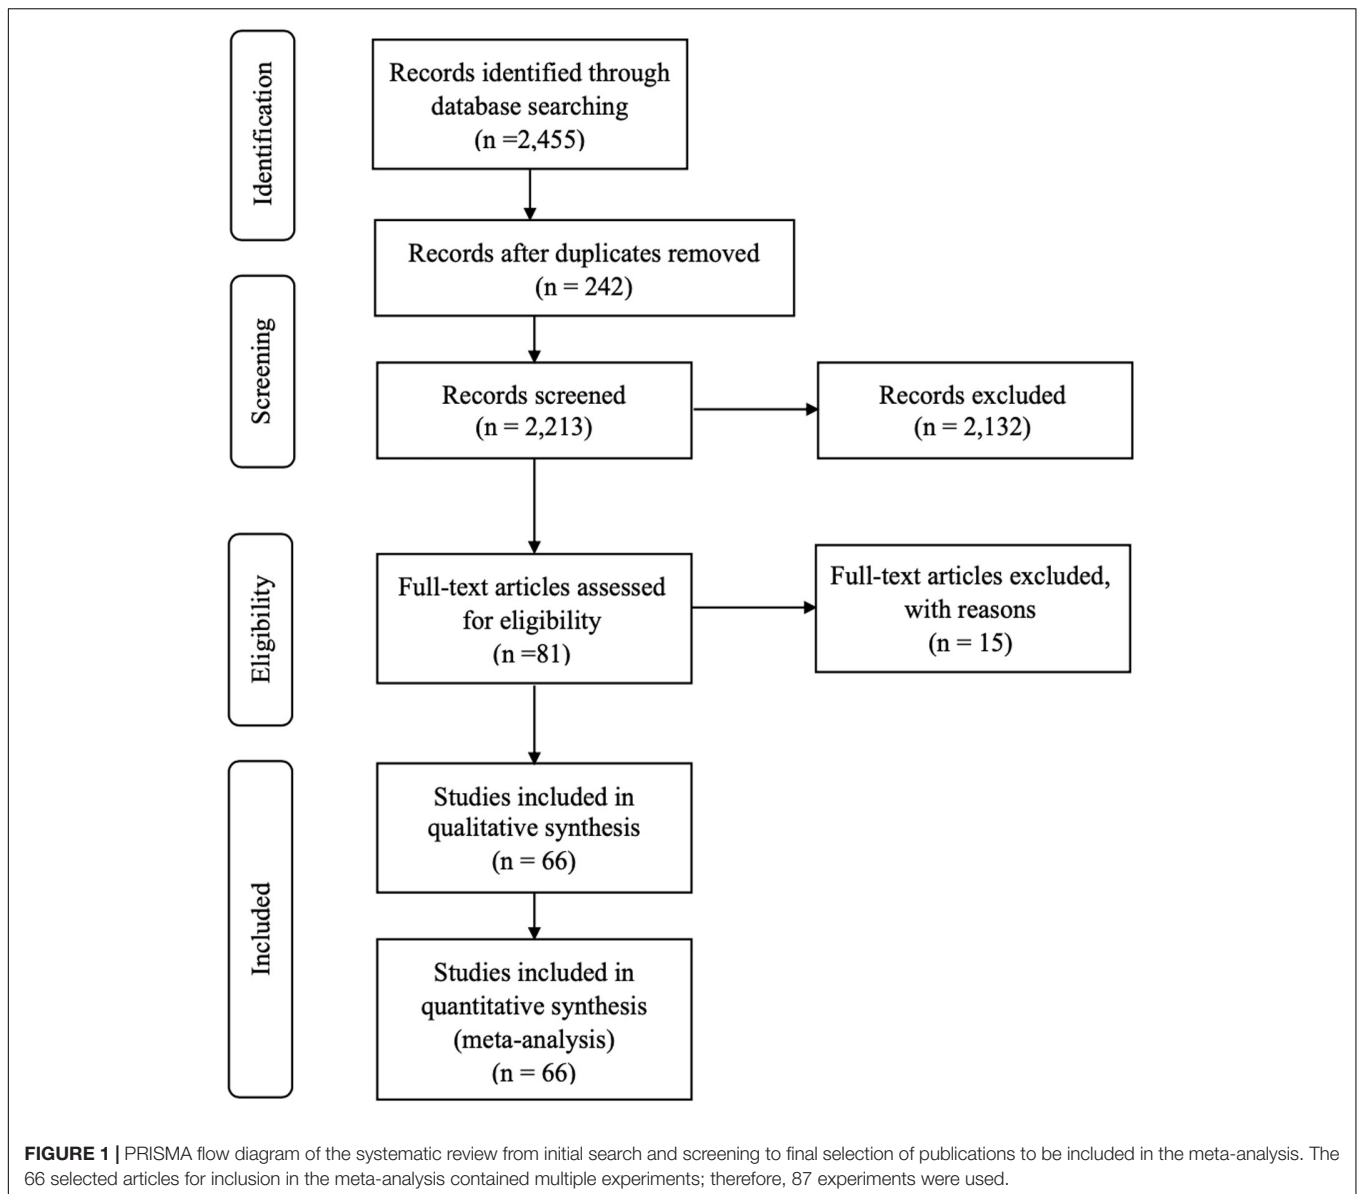 Identification
Records identified through
database searching
(n =2,455)
Records after duplicates removed
(n = 242)
Screening
Records screened
(n = 2,213)
Records excluded
(n = 2,132)
Eligibility
Full-text articles assessed
for eligibility
(n =81)
Full-text articles excluded,
with reasons
(n = 15)
Included
Studies included in
qualitative synthesis
(n = 66)
Studies included in
quantitative synthesis
(meta-analysis)
(n = 66)
FIGURE 1 | PRISMA flow diagram of the systematic review from initial search and screening to final selection of publications to be included in the meta-analysis. The
66 selected articles for inclusion in the meta-analysis contained multiple experiments; therefore, 87 experiments were used.